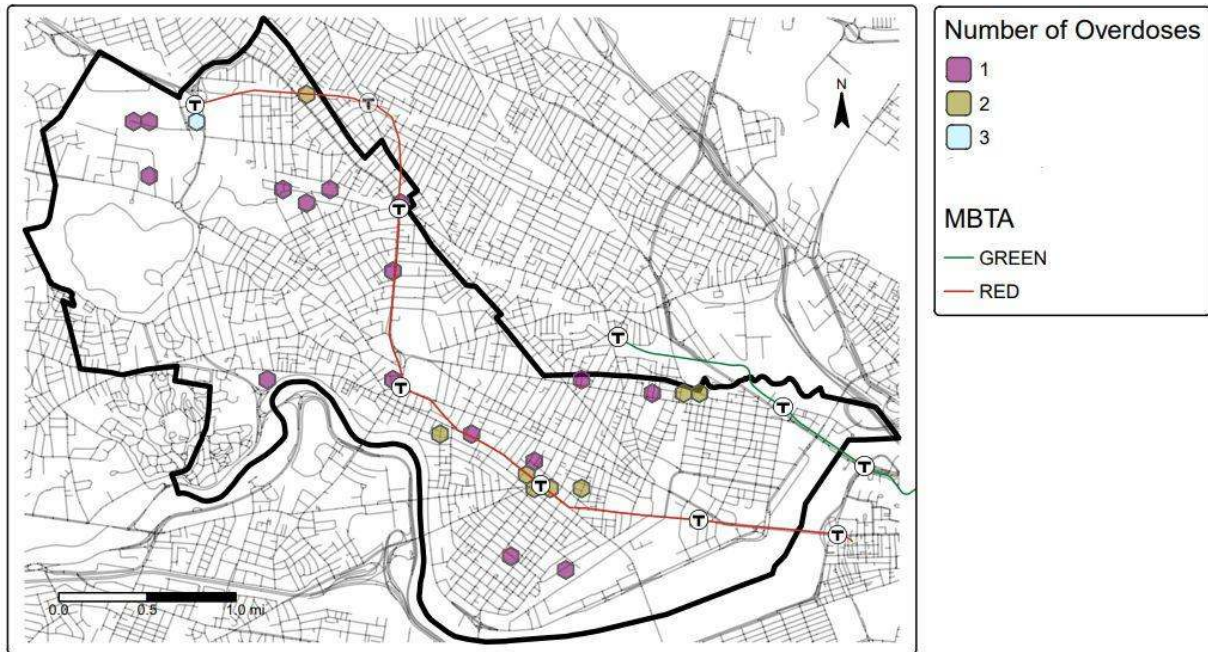 Number of Overdoses
1
2
3
MBTA
GREEN
RED
N
T
T
T
T
T
T
T
T
T
T
0.0 0.5 1.0 mi